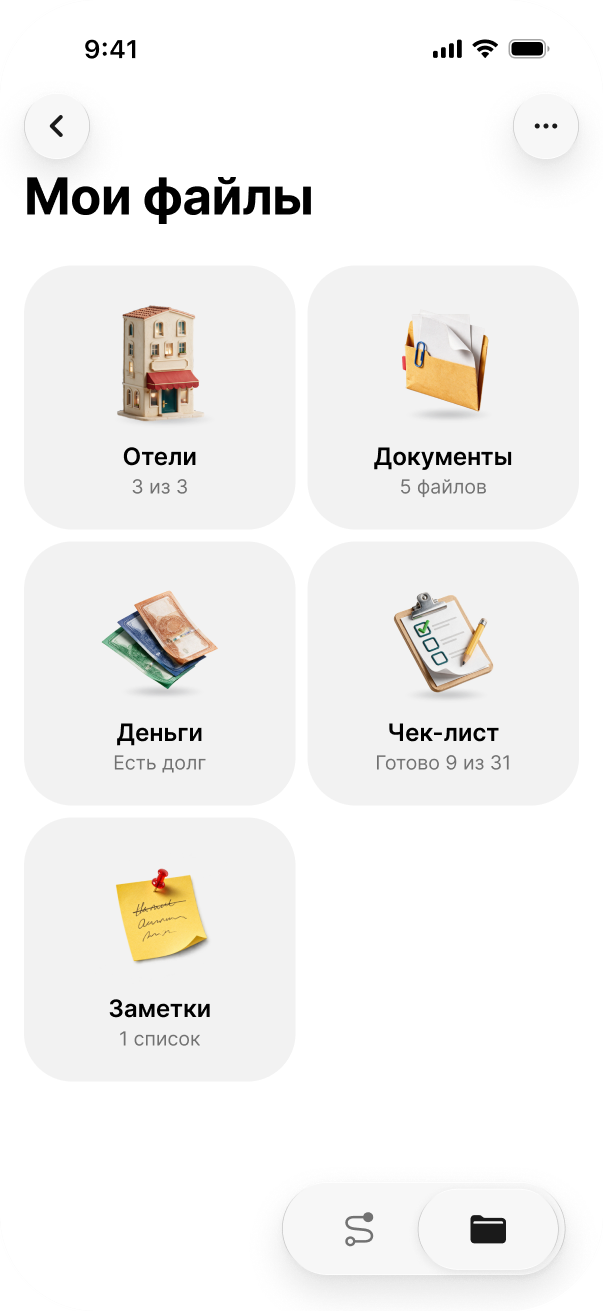 9:41
Мои файлы
Отели
3 из 3
Документы
5 файлов
Деньги
Есть долг
Чек-лист
Готово 9 из 31
Заметки
1 список